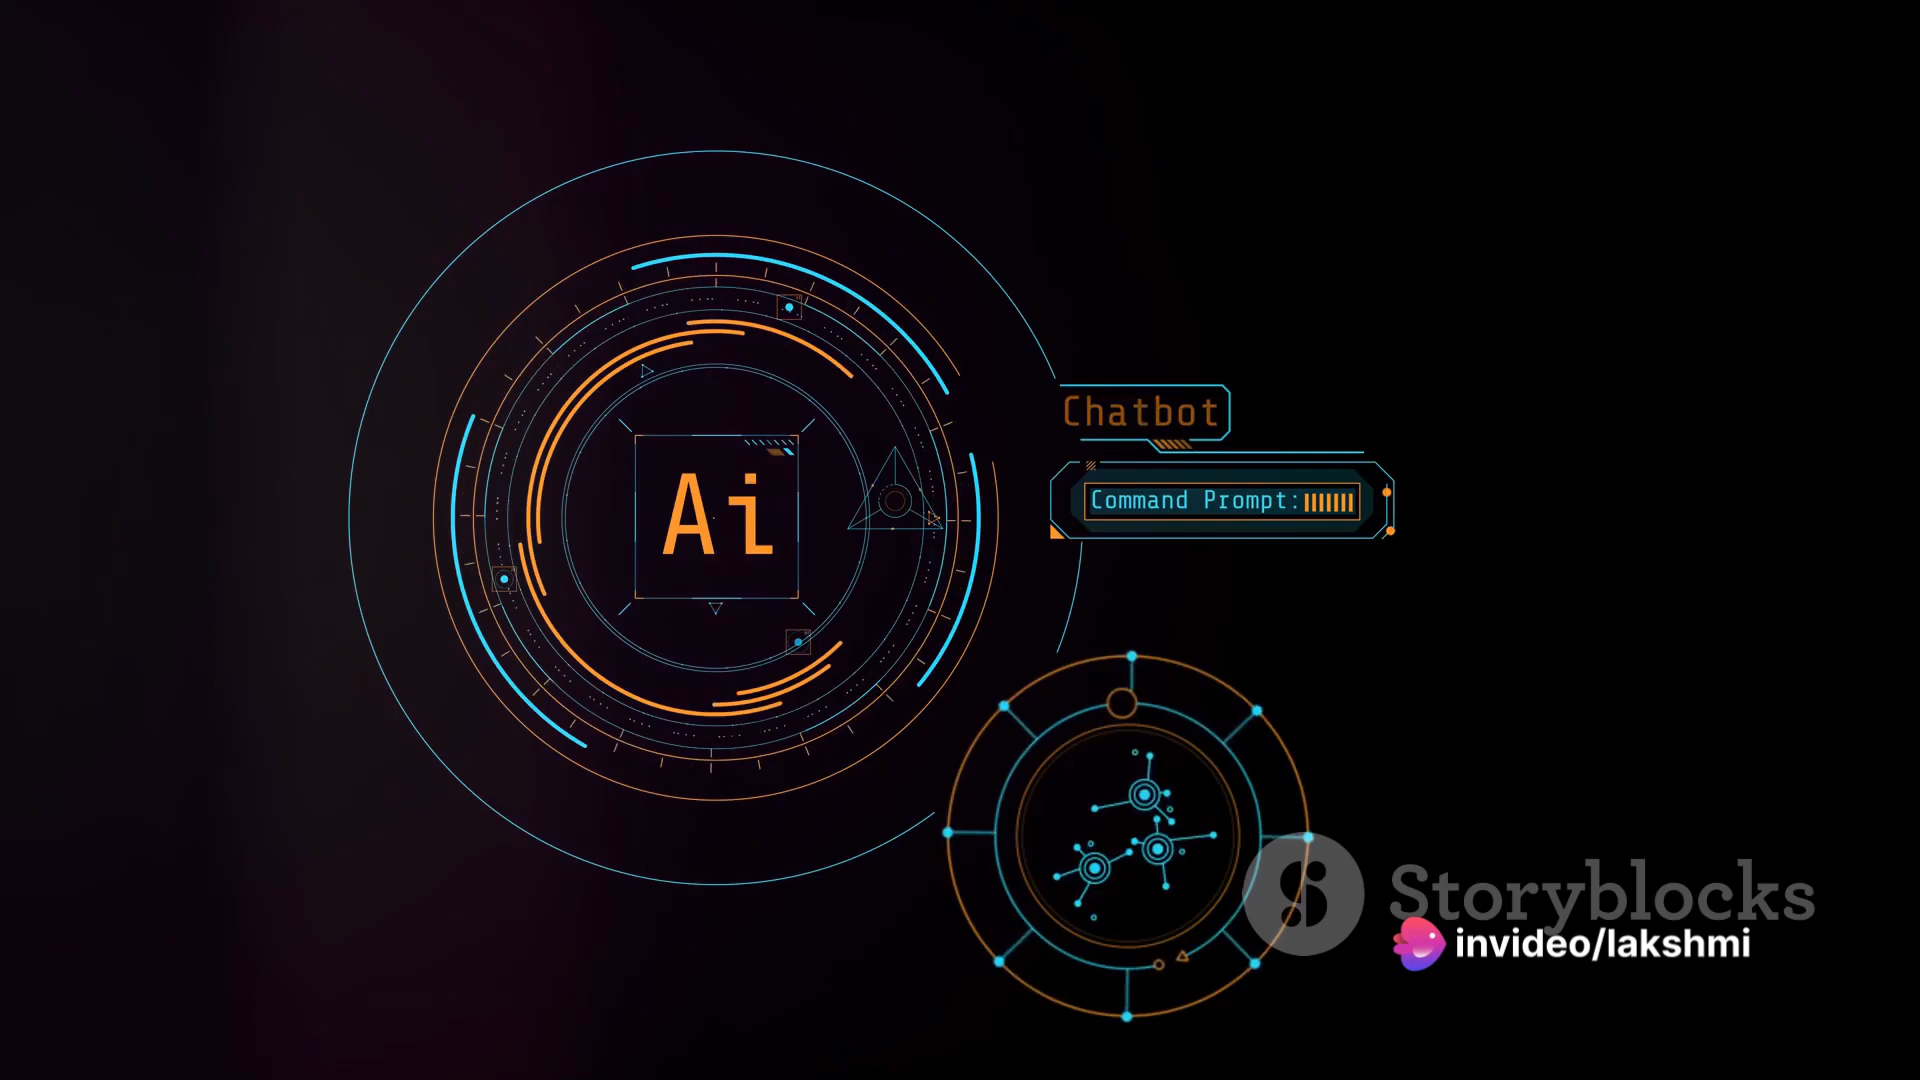 Chatbot
Ai
Command Prompt:
Storyblocks
invideo/lakshmi